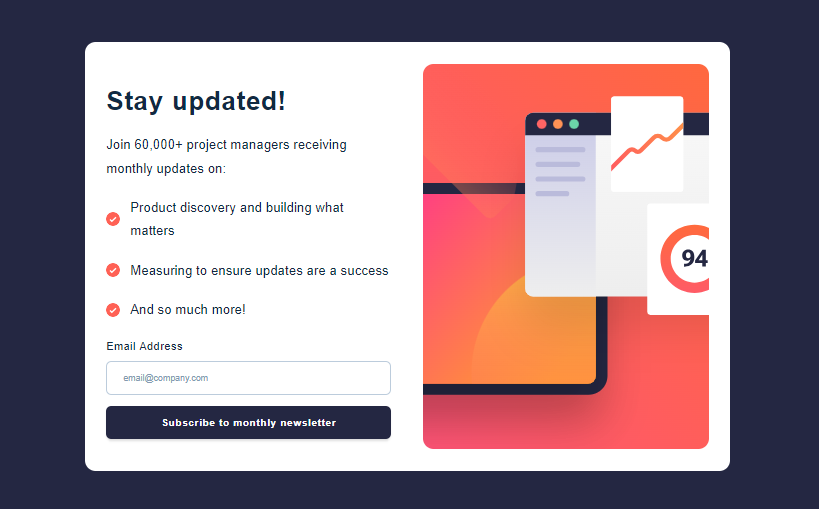 Stay updated!
Join 60,000+ project managers receiving
monthly updates on:
Product discovery and building what
matters
Measuring to ensure updates are a success
And so much more!
Email Address
email@company.com
Subscribe to monthly newsletter
94